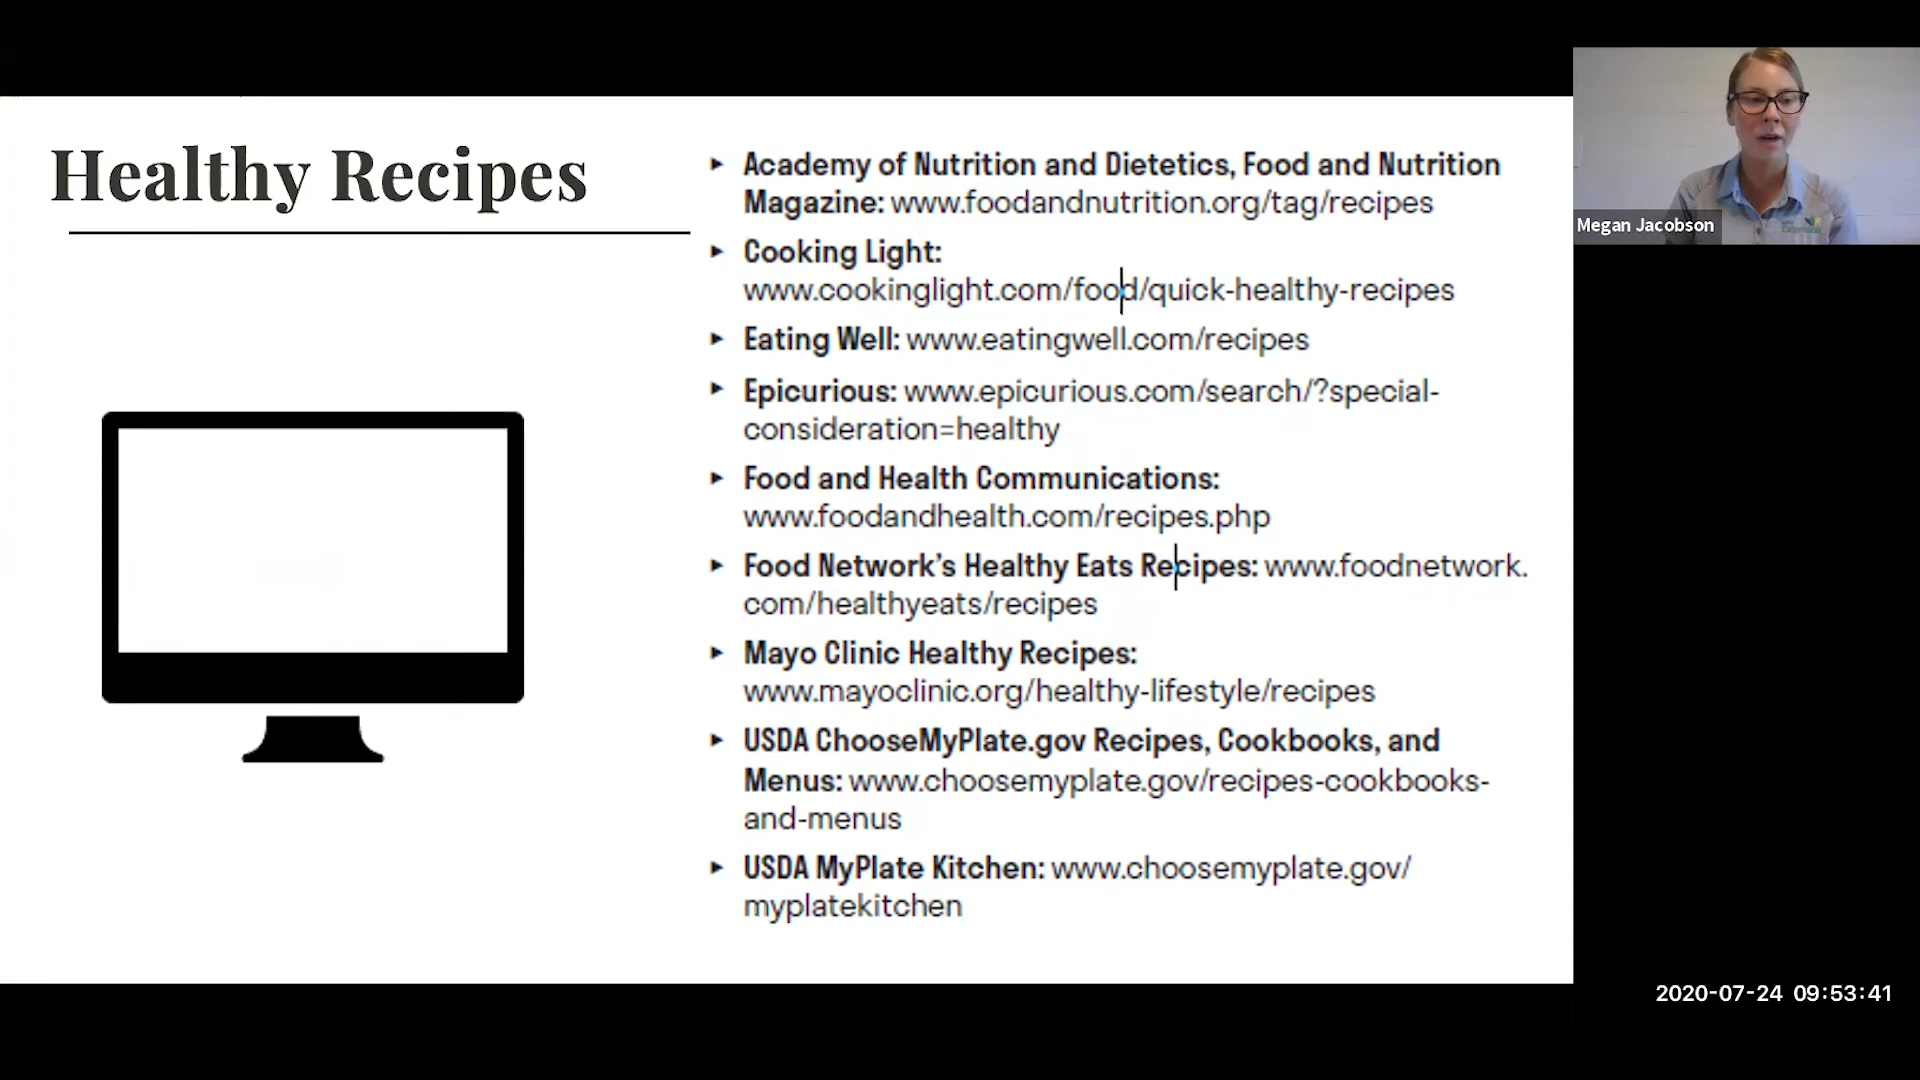 Healthy Recipes
Academy of Nutrition and Dietetics, Food and Nutrition
Magazine: www.foodandnutrition.org/tag/recipes
Cooking Light:
www.cookinglight.com/food/quick-healthy-recipes
Eating Well: www.eatingwell.com/recipes
Epicurious: www.epicurious.com/search/?special-
consideration=healthy
Food and Health Communications:
www.foodandhealth.com/recipes.php
Food Network's Healthy Eats Recipes: www.foodnetwork.
com/healthyeats/recipes
Mayo Clinic Healthy Recipes:
www.mayoclinic.org/healthy-lifestyle/recipes
USDA ChooseMyPlate.gov Recipes, Cookbooks, and
Menus: www.choosemyplate.gov/recipes-cookbooks-
and-menus
USDA MyPlate Kitchen: www.choosemyplate.gov/
myplatekitchen
Megan Jacobson
Extension
2020-07-24 09:53:41